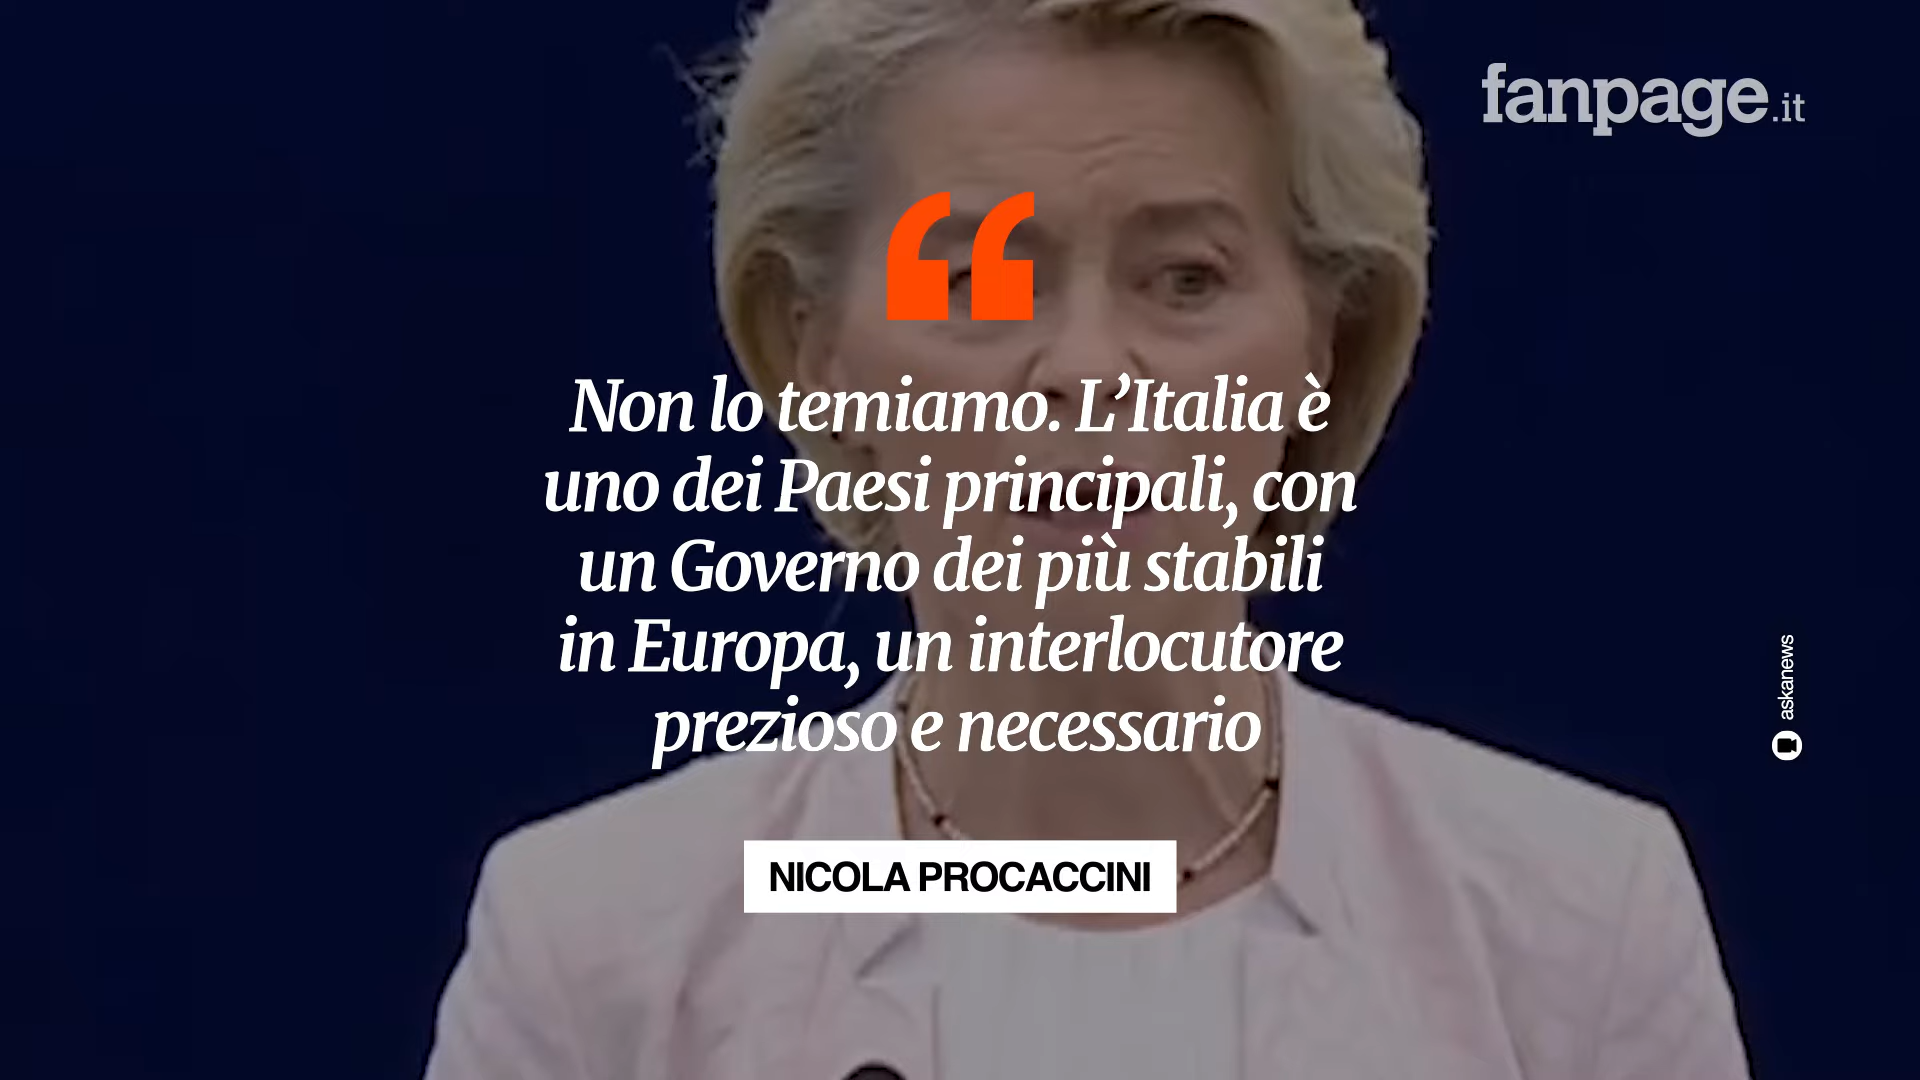 fanpage.it
“
Non lo temiamo. L’Italia è
uno dei Paesi principali, con
un Governo dei più stabili
in Europa, un interlocutore
prezioso e necessario
askanews
NICOLA PROCACCINI